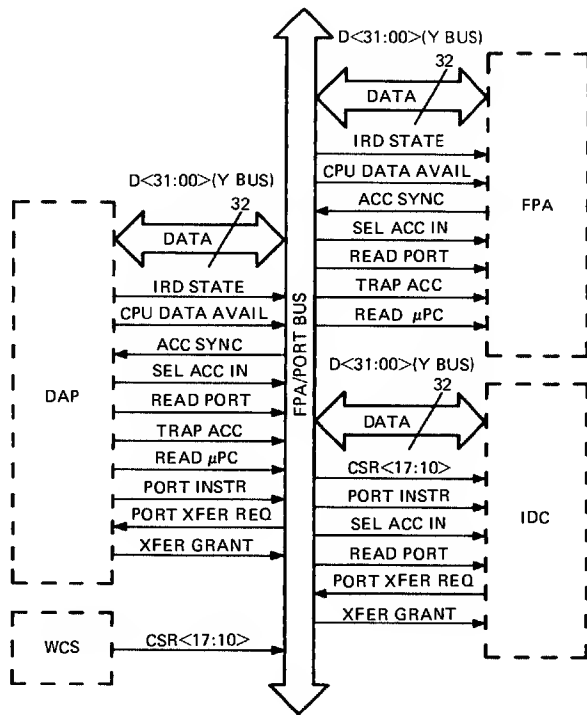 D<31:00>(Y BUS)
32
DATA
IRD STATE
CPU DATA AVAIL
ACC SYNC
SEL ACC IN
READ PORT
TRAP ACC
READ µPC
FPA
D<31:00>(Y BUS)
32
DATA
IRD STATE
CPU DATA AVAIL
ACC SYNC
SEL ACC IN
READ PORT
TRAP ACC
READ µPC
PORT INSTR
PORT XFER REQ
XFER GRANT
DAP
FPA/PORT BUS
D<31:00>(Y BUS)
32
DATA
CSR<17:10>
PORT INSTR
SEL ACC IN
READ PORT
PORT XFER REQ
XFER GRANT
IDC
WCS
CSR<17:10>